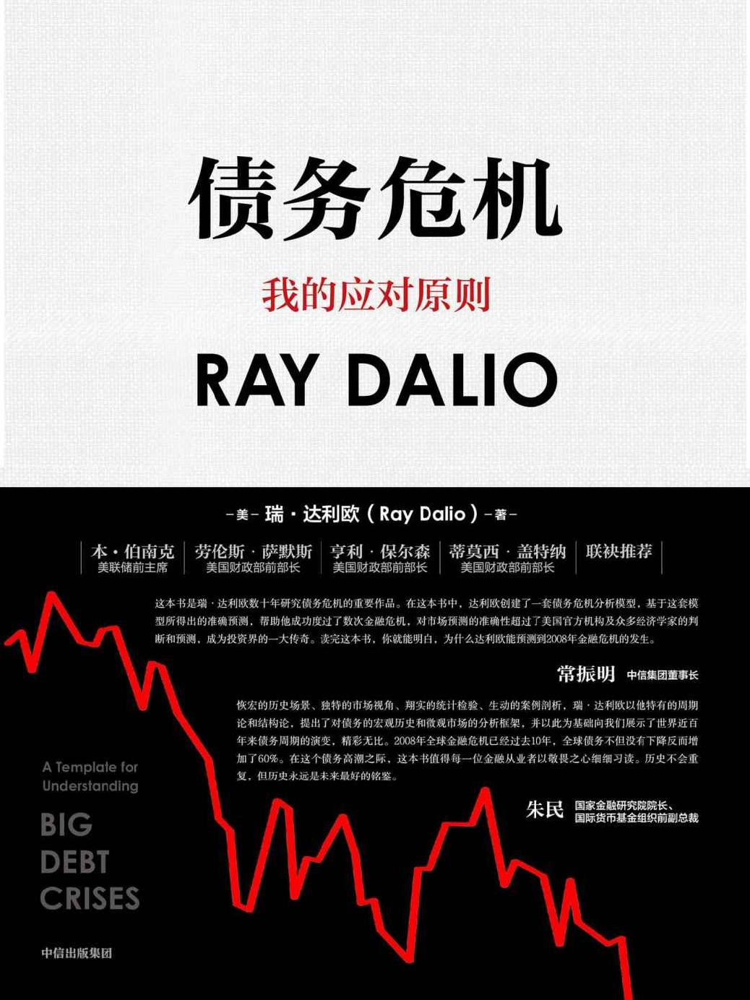 债务危机
我的应对原则
RAY DALIO
–美– 瑞·达利欧（Ray Dalio）–著–
本·伯南克 劳伦斯·萨默斯 亨利·保尔森 蒂莫西·盖特纳 联袂推荐
美联储前主席 美国财政部前部长 美国财政部前部长 美国财政部前部长
这本书是瑞·达利欧数十年研究债务危机的重要作品。在这本书中，达利欧创建了一套债务危机分析模型，基于这套模
型所得出的准确预测，帮助他成功度过了数次金融危机，对市场预测的准确性超过了美国官方机构及众多经济学家的判
断和预测，成为投资界的一大传奇。读完这本书，你就能明白，为什么达利欧能预测到2008年金融危机的发生。
常振明 中信集团董事长
恢宏的历史场景、独特的市场视角、翔实的统计检验、生动的案例剖析，瑞·达利欧以他特有的周期
论和结构论，提出了对债务的宏观历史和微观市场的分析框架，并以此为基础向我们展示了世界近百
年来债务周期的演变，精彩无比。2008年全球金融危机已经过去10年，全球债务不但没有下降反而增
加了60%。在这个债务高潮之际，这本书值得每一位金融从业者以敬畏之心细细习读。历史不会重
复，但历史永远是未来最好的铭鉴。
朱民 国家金融研究院院长、
国际货币基金组织前副总裁
A Template for
Understanding
BIG
DEBT
CRISES
中信出版集团